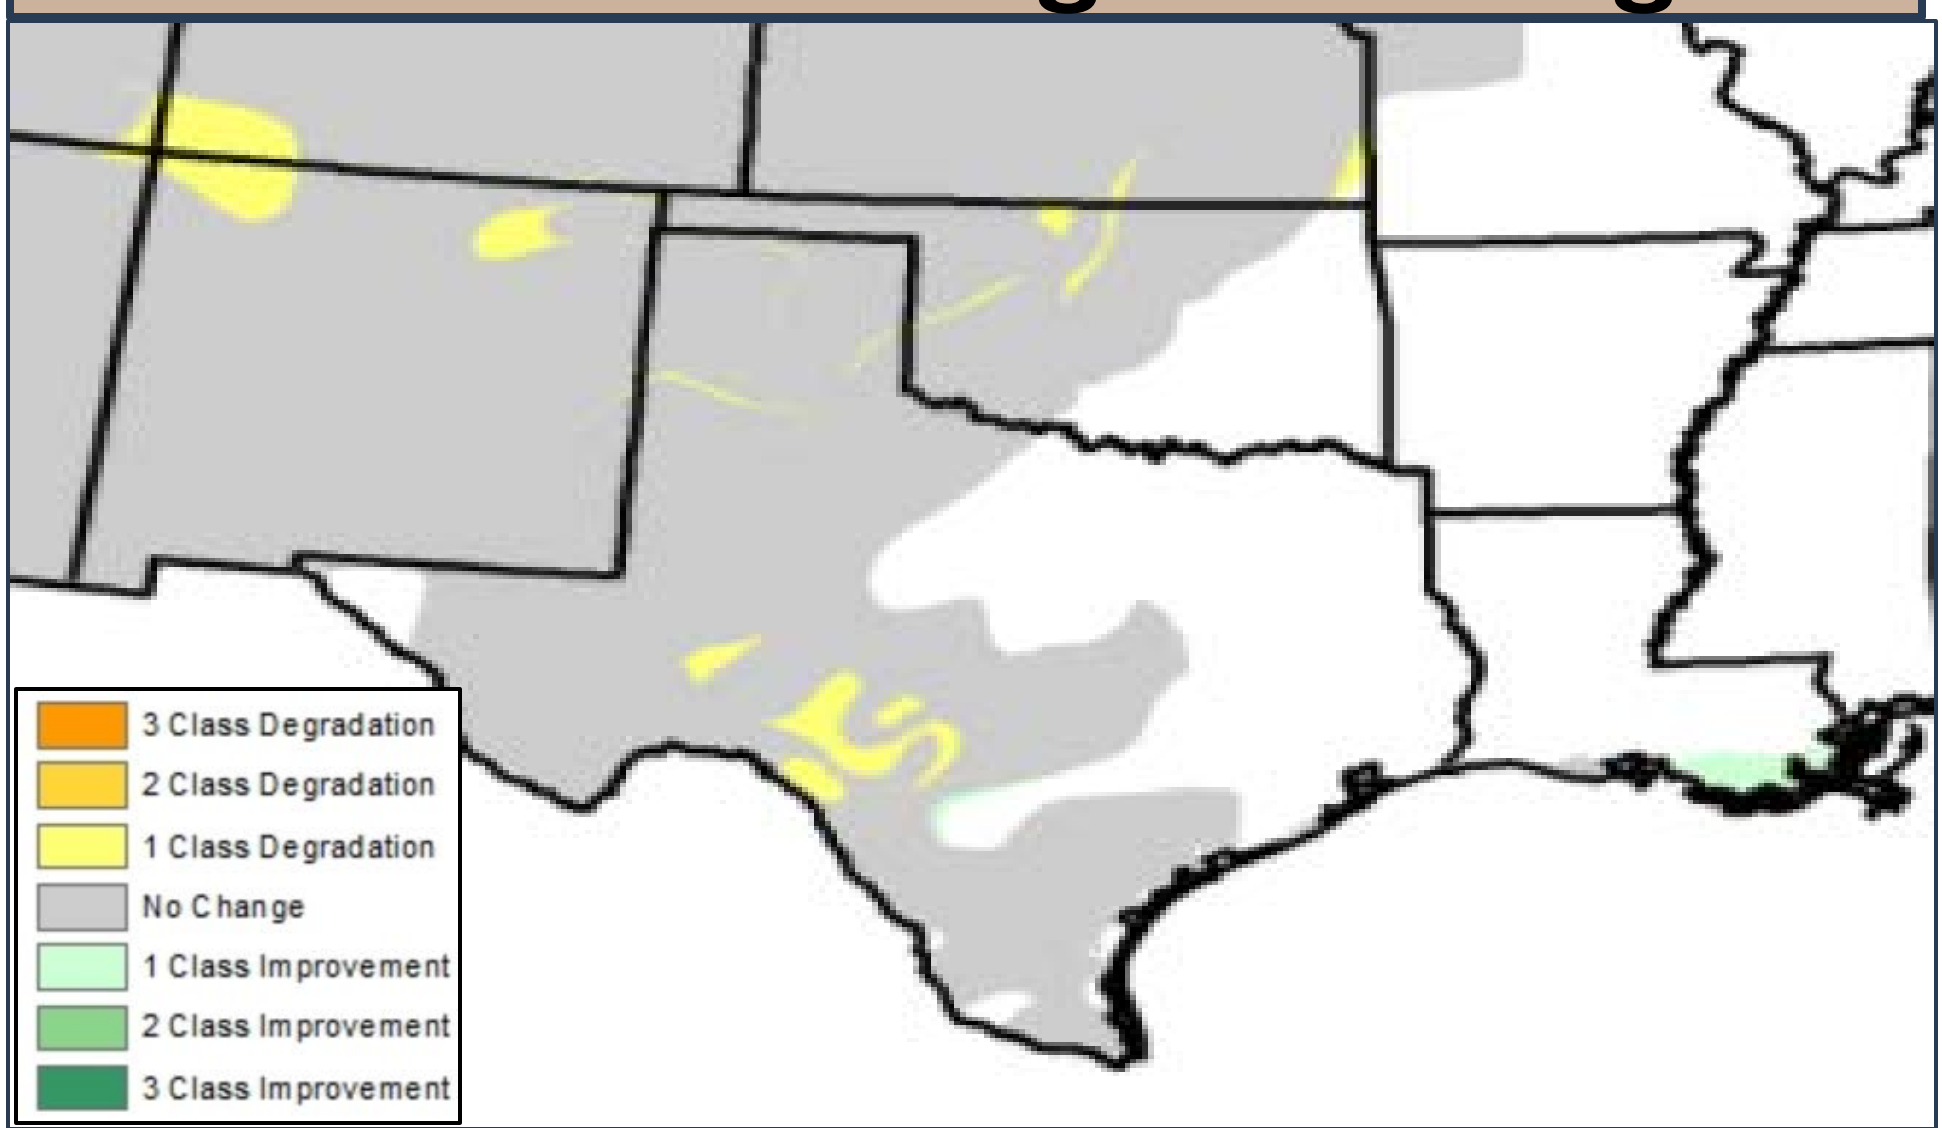 3 Class Degradation
2 Class Degradation
1 Class Degradation
No Change
1 Class Improvement
2 Class Improvement
3 Class Improvement